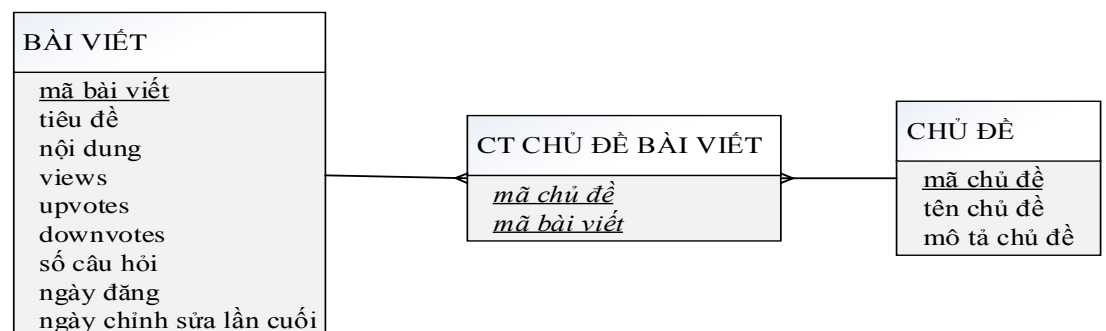 BÀI VIẾT
mã bài viết
tiêu đề
nội dung
views
upvotes
downvotes
số câu hỏi
ngày đăng
ngày chỉnh sửa lần cuối
CT CHỦ ĐỀ BÀI VIẾT
mã chủ đề
mã bài viết
CHỦ ĐỀ
mã chủ đề
tên chủ đề
mô tả chủ đề